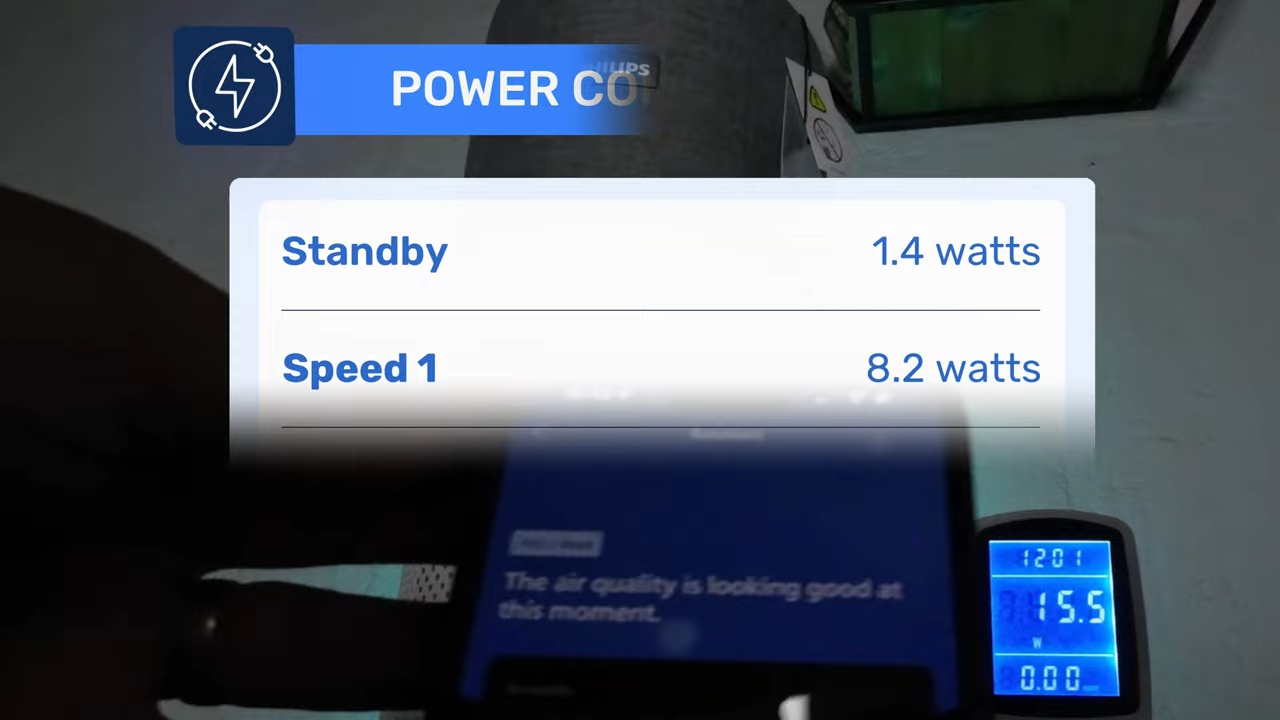 POWER CO
PHILIPS
Standby
1.4 watts
Speed 1
8.2 watts
The air quality is looking good at
this moment.
1201
15.5
W
0.00